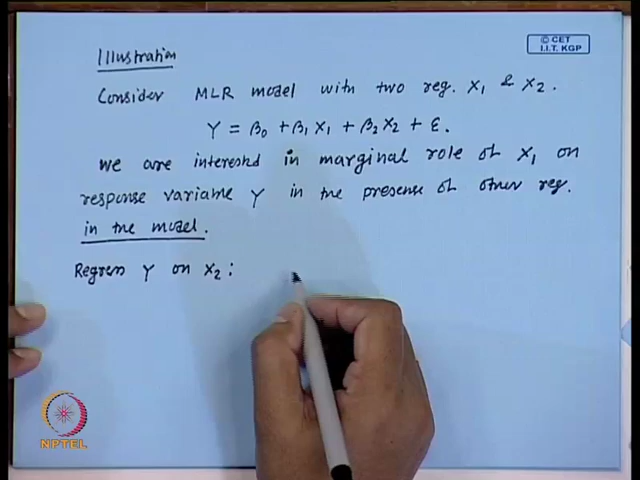 Illustration
© CET
I.I.T. KGP
Consider MLR model with two reg. X₁ & X₂.
Y = β₀ + β₁ X₁ + β₂ X₂ + ε.
We are interested in marginal role of X₁ on
response variable Y in the presense of other reg.
in the model.
Regress Y on X₂ :
NPTEL